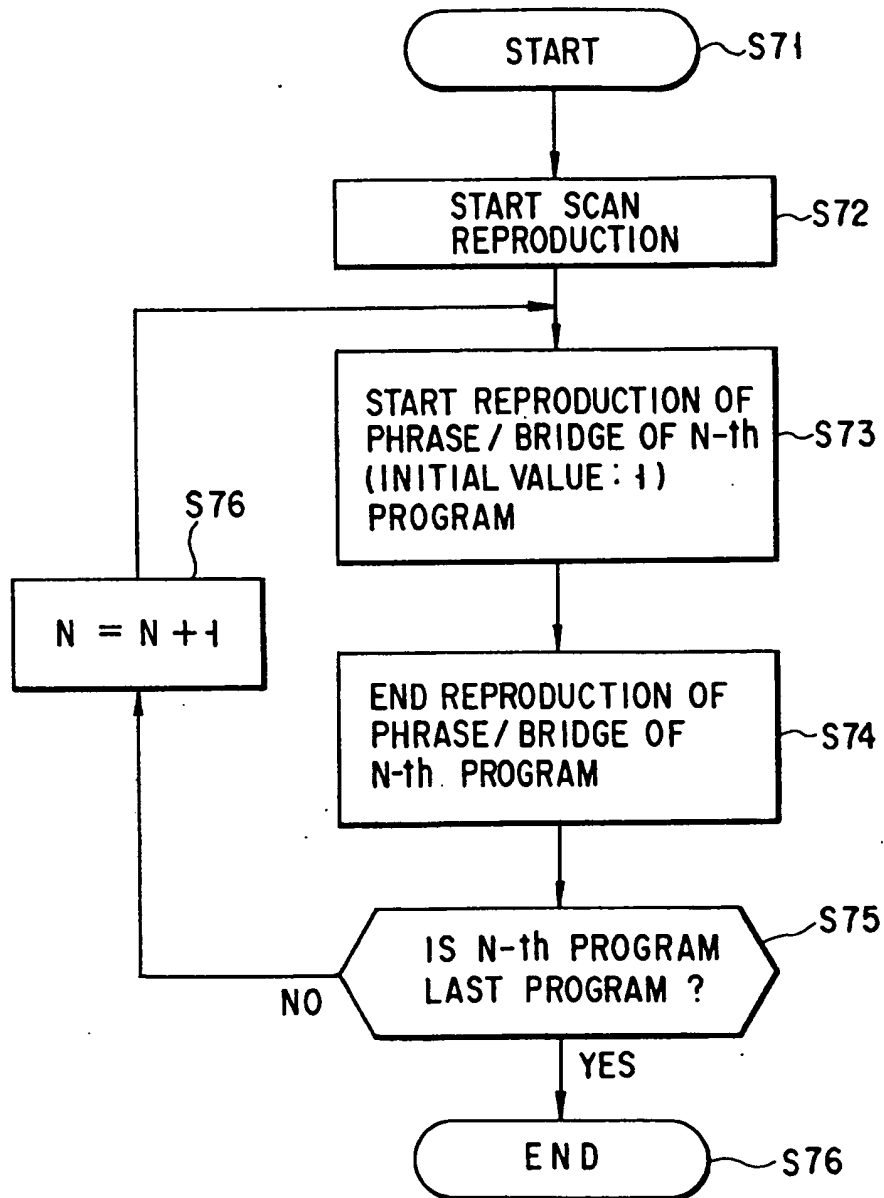 START
S71
START SCAN
REPRODUCTION
S72
START REPRODUCTION OF
PHRASE / BRIDGE OF N-th
(INITIAL VALUE : 1)
PROGRAM
S73
S76
N = N + 1
END REPRODUCTION OF
PHRASE / BRIDGE OF
N-th PROGRAM
S74
IS N-th PROGRAM
LAST PROGRAM ?
S75
NO
YES
END
S76